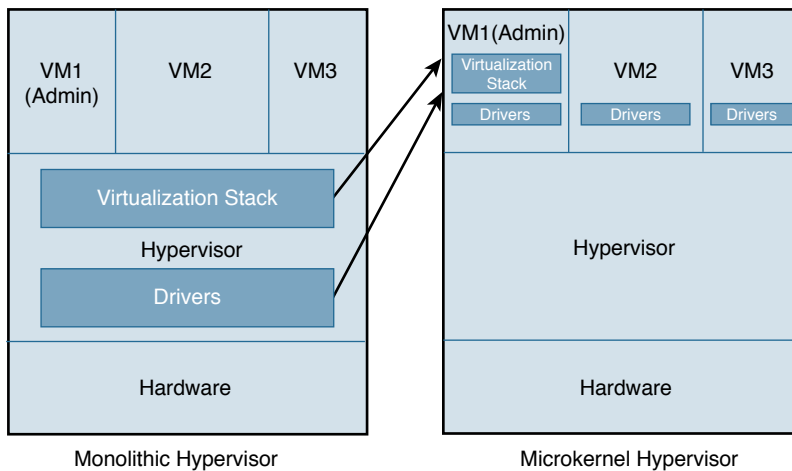 VM1
(Admin)
VM2
VM3
Virtualization Stack
Hypervisor
Drivers
Hardware
Monolithic Hypervisor
VM1(Admin)
Virtualization
Stack
Drivers
VM2
Drivers
VM3
Drivers
Hypervisor
Hardware
Microkernel Hypervisor